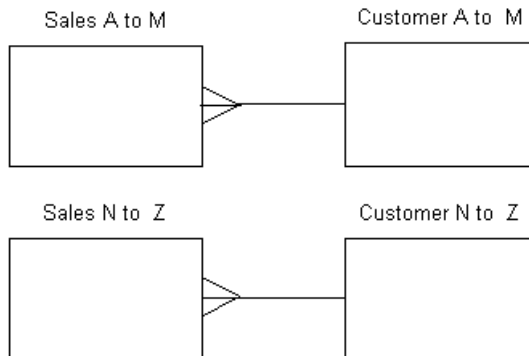 Sales A to M
Customer A to M
Sales N to Z
Customer N to Z